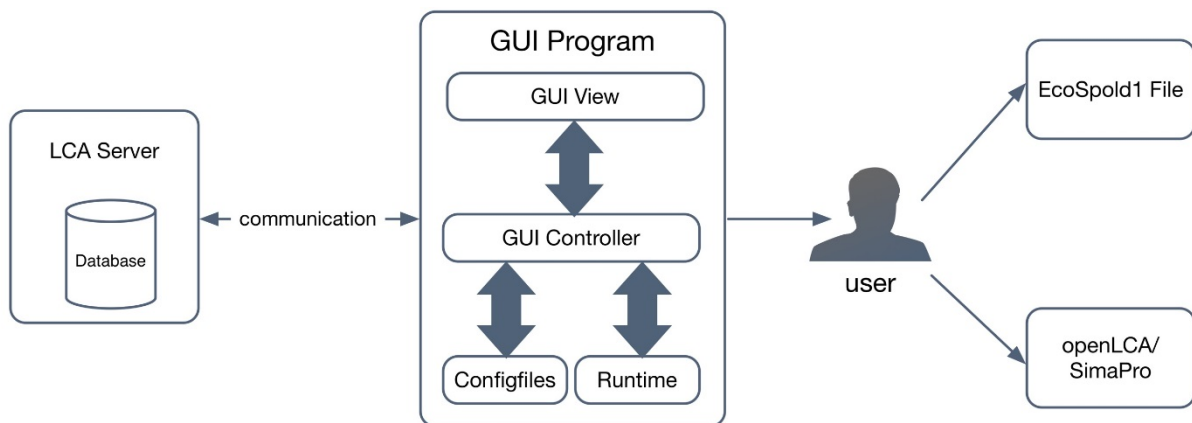 LCA Server
Database
communication
GUI Program
GUI View
GUI Controller
Configfiles
Runtime
user
EcoSpold1 File
openLCA/
SimaPro